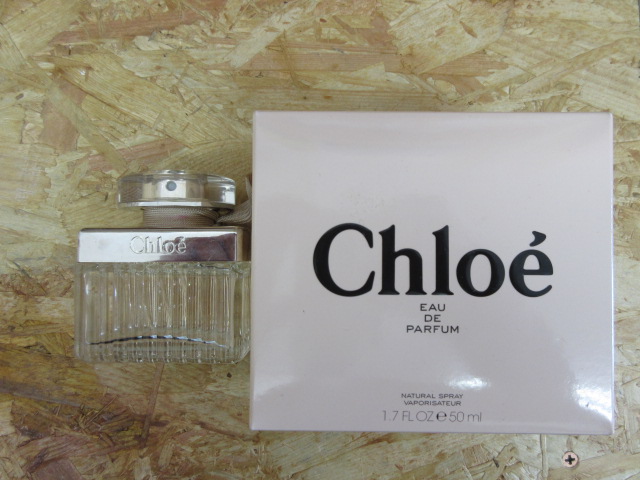 Chloé
Chloé
EAU
DE
PARFUM
NATURAL SPRAY
VAPORISATEUR
1.7 FL OZ ℮ 50 ml